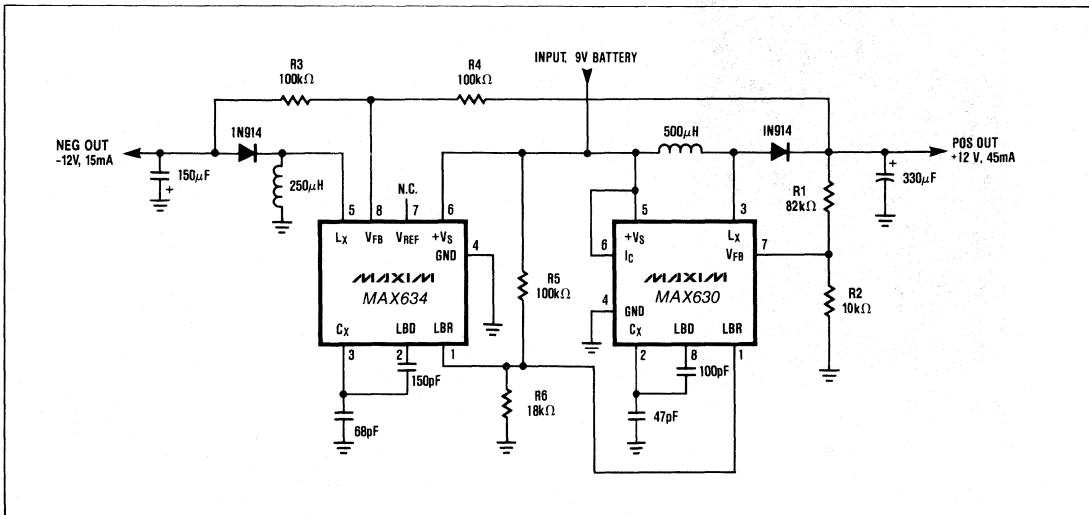 R3
100kΩ
R4
100kΩ
INPUT, 9V BATTERY
NEG OUT
-12V, 15mA
1N914
150μF
+
250μH
500μH
IN914
POS OUT
+12 V, 45mA
+
330μF
R1
82kΩ
R2
10kΩ
N.C.
5
8
7
6
LX
VFB
VREF
+VS
GND
4
MAXIM
MAX634
CX
LBD
LBR
3
2
1
150pF
68pF
R5
100kΩ
R6
18kΩ
5
3
+VS
LX
6
IC
VFB
7
MAXIM
MAX630
4
GND
CX
LBD
LBR
2
8
1
100pF
47pF